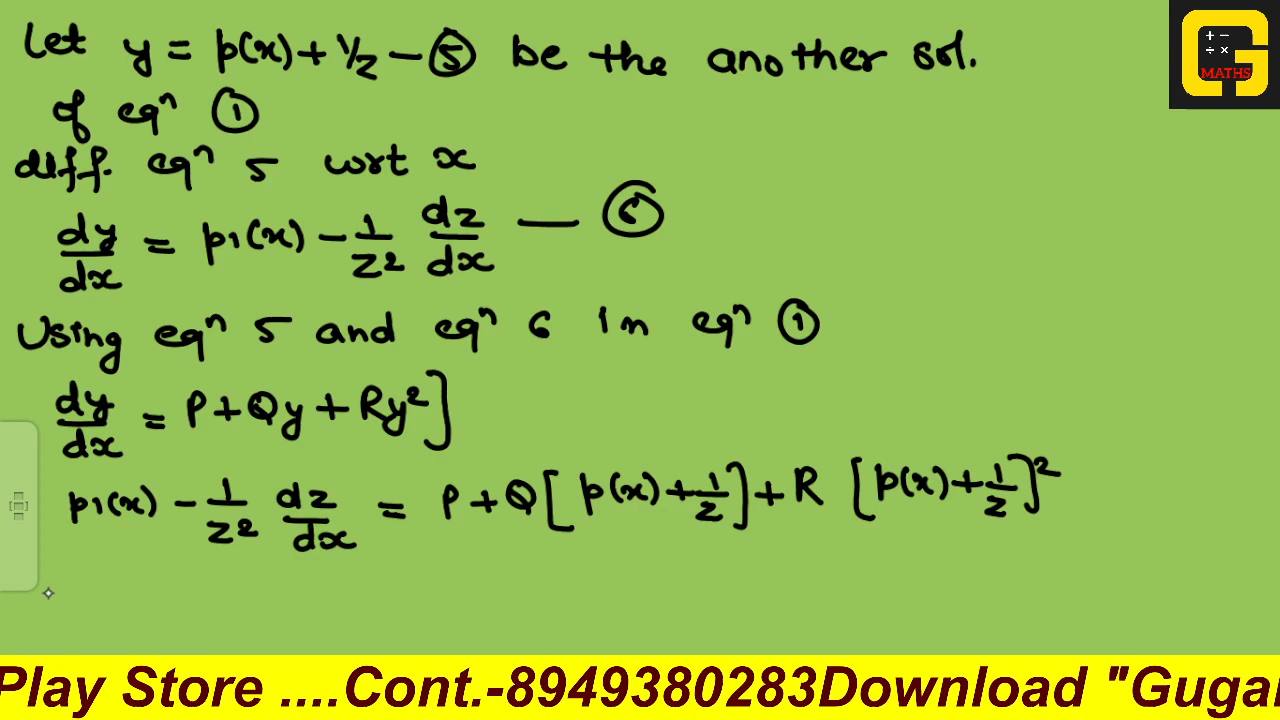 Let y = p(x) + 1/z — ⑤ be the another sol.
of eqⁿ ①
diff. eqⁿ 5 wrt x
dy/dx = p₁(x) - 1/z² dz/dx — ⑥
Using eqⁿ 5 and eqⁿ 6 in eqⁿ ①
dy/dx = P + Qy + Ry²]
p₁(x) - 1/z² dz/dx = P + Q[p(x) + 1/z] + R [p(x) + 1/z]²
+ −
÷ ×
MATHS
Play Store ....Cont.-8949380283Download "Guga